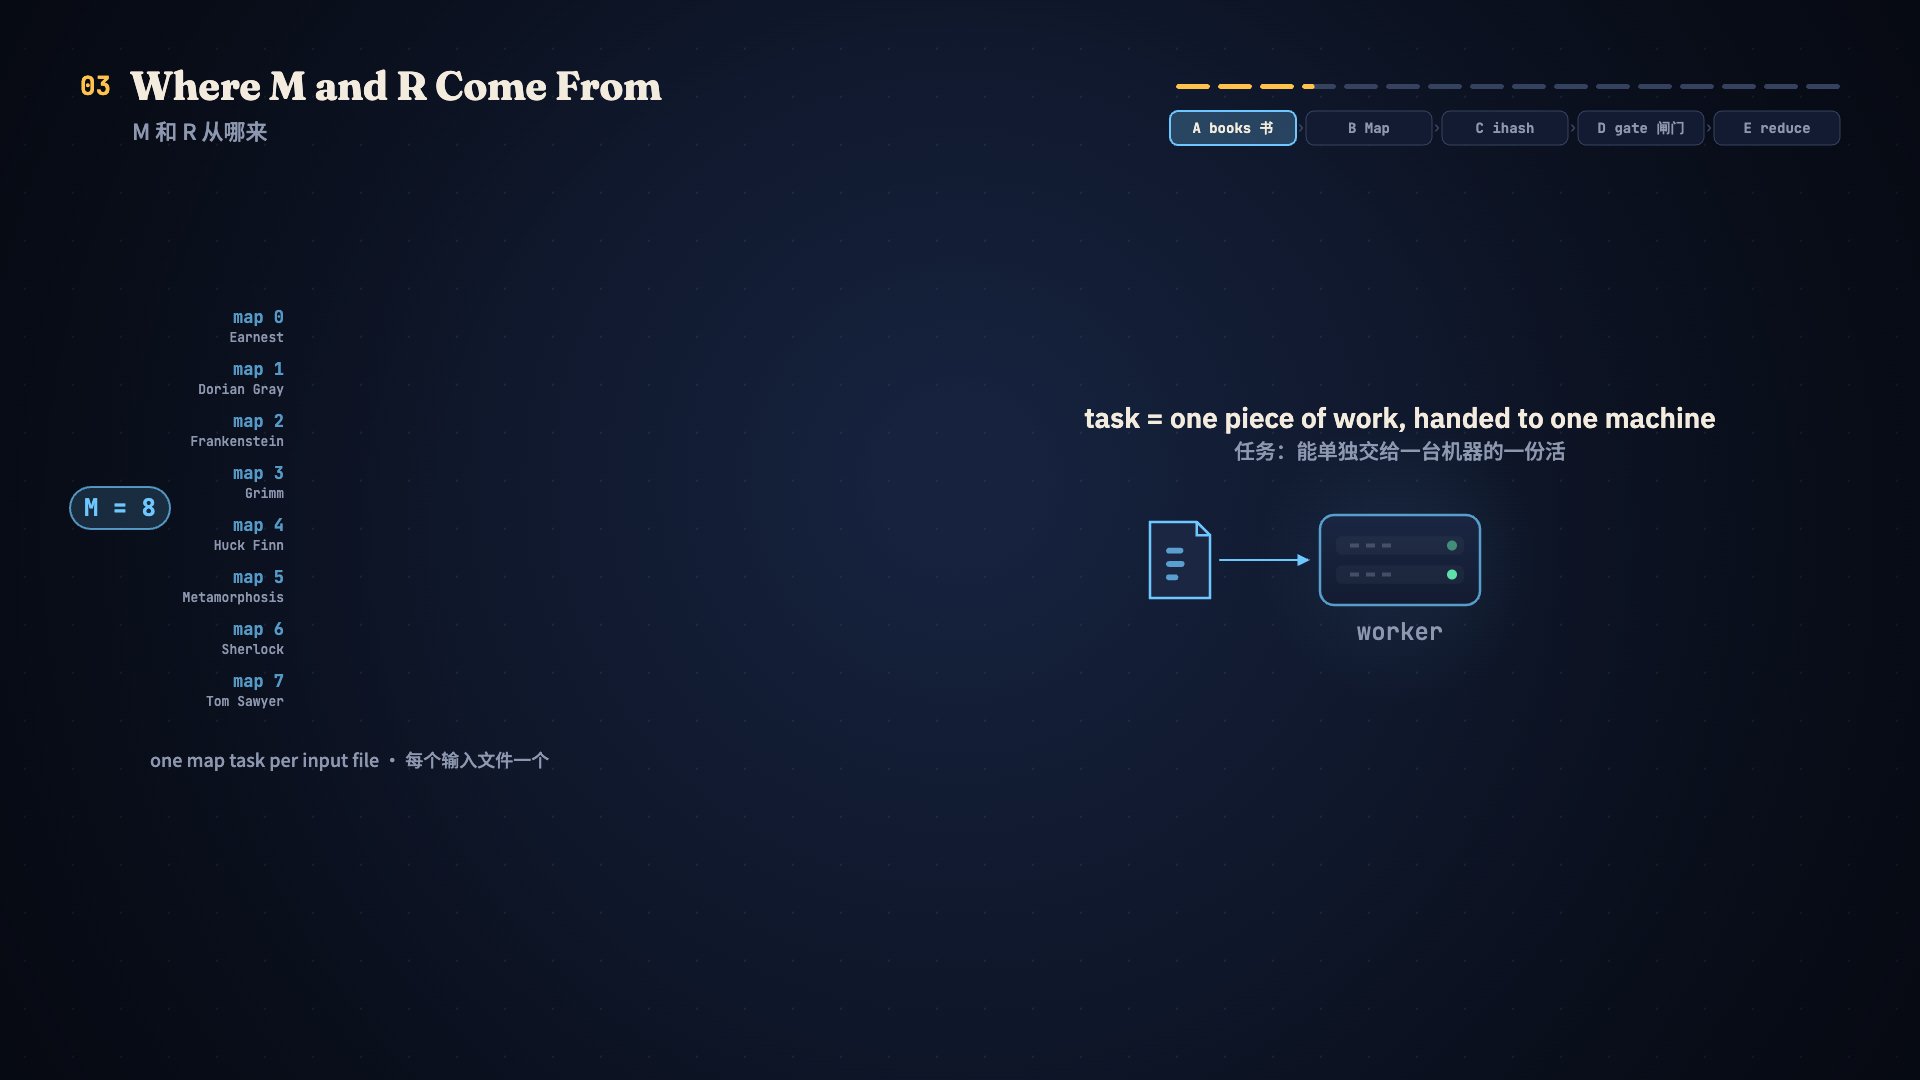 03 Where M and R Come From
M 和 R 从哪来
A books 书 › B Map › C ihash › D gate 闸门 › E reduce
map 0
Earnest
map 1
Dorian Gray
map 2
Frankenstein
map 3
Grimm
M = 8
map 4
Huck Finn
map 5
Metamorphosis
map 6
Sherlock
map 7
Tom Sawyer
one map task per input file · 每个输入文件一个
task = one piece of work, handed to one machine
任务：能单独交给一台机器的一份活
worker